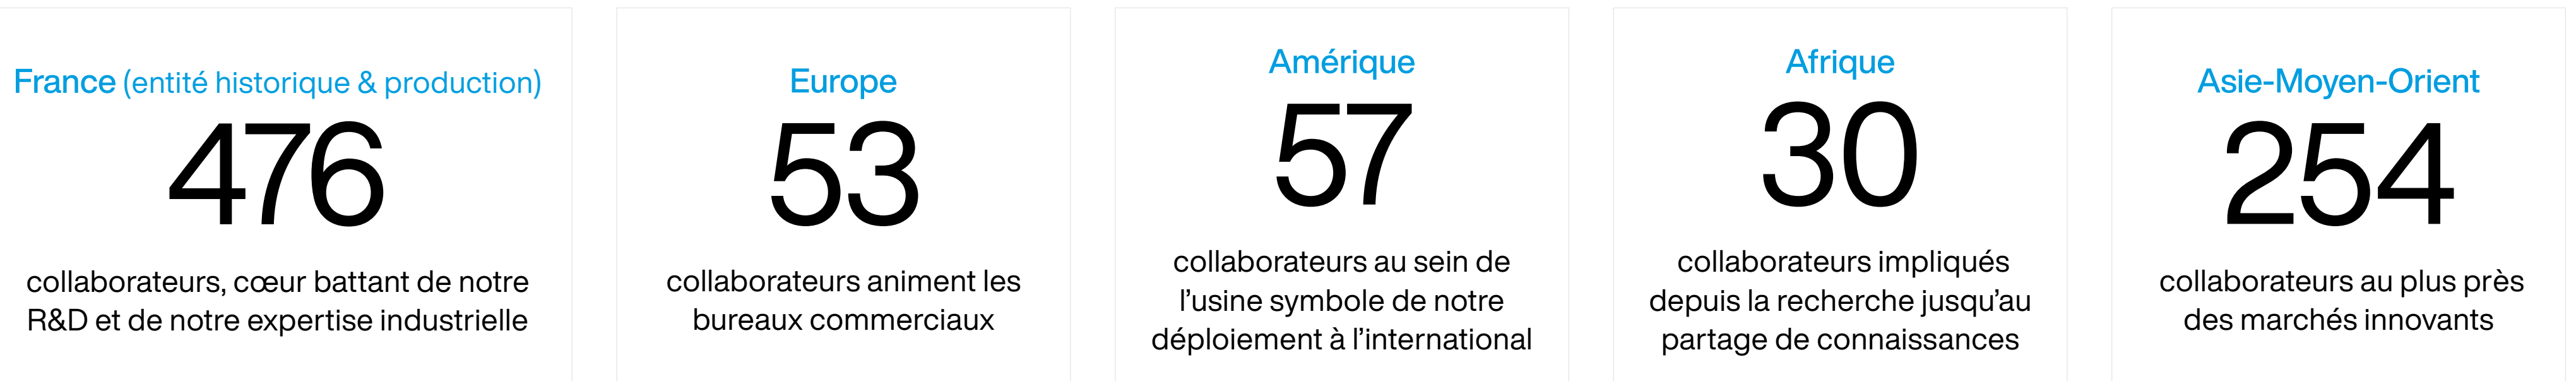 France (entité historique & production)
476
collaborateurs, cœur battant de notre
R&D et de notre expertise industrielle
Europe
53
collaborateurs animent les
bureaux commerciaux
Amérique
57
collaborateurs au sein de
l’usine symbole de notre
déploiement à l’international
Afrique
30
collaborateurs impliqués
depuis la recherche jusqu’au
partage de connaissances
Asie-Moyen-Orient
254
collaborateurs au plus près
des marchés innovants